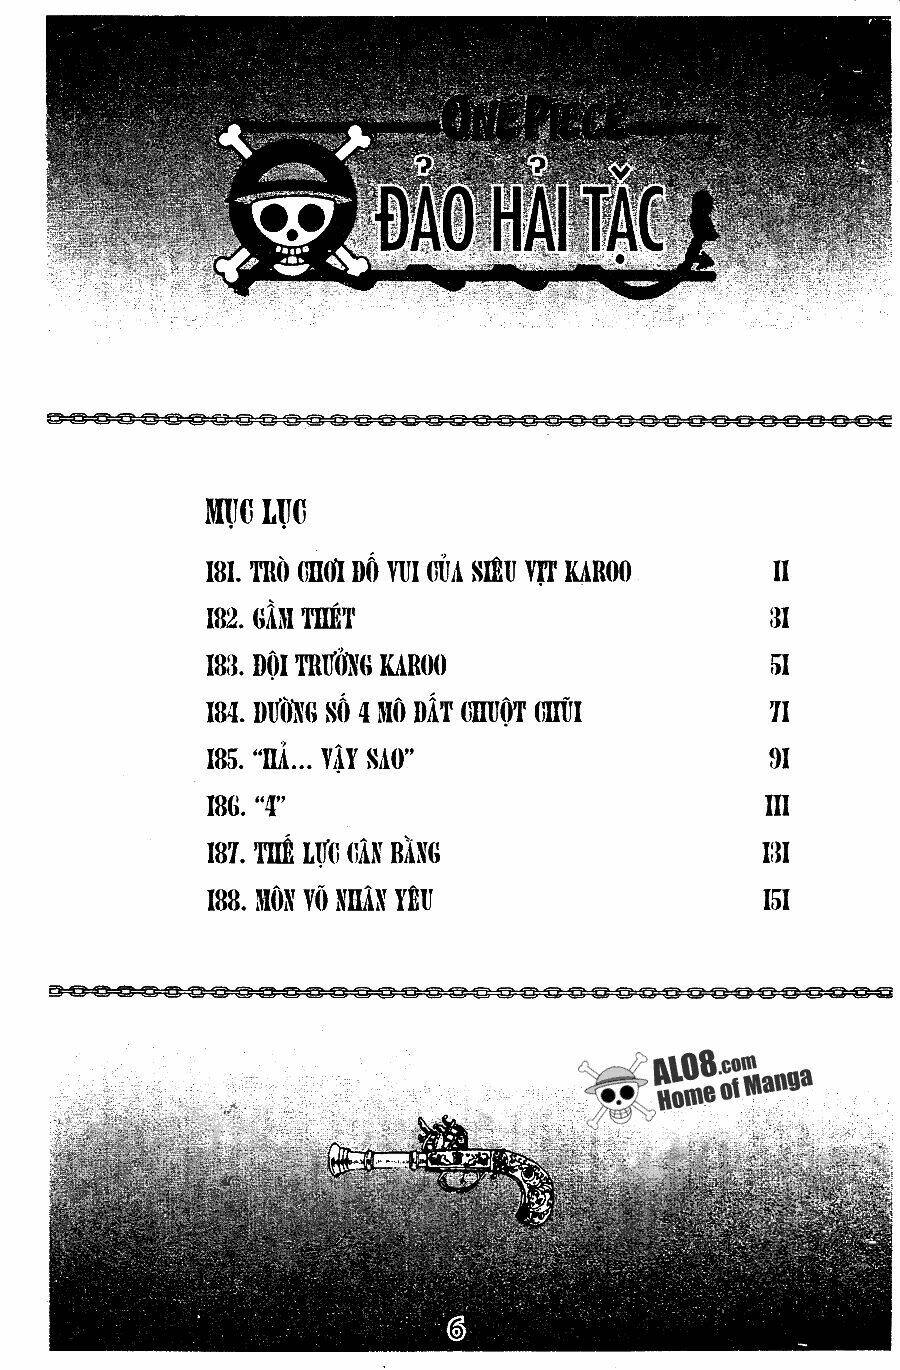 ONE PIECE
ĐẢO HẢI TẶC
MỤC LỤC
181. TRÒ CHƠI ĐỐ VUI CỦA SIÊU VỊT KAROO 11
182. GẦM THÉT 31
183. ĐỘI TRƯỞNG KAROO 51
184. ĐƯỜNG SỐ 4 MÔ ĐẤT CHUỘT CHŨI 71
185. “HẢ... VẬY SAO” 91
186. “4” 111
187. THẾ LỰC CÂN BẰNG 131
188. MÔN VÕ NHÂN YÊU 151
ALO8.com
Home of Manga
6